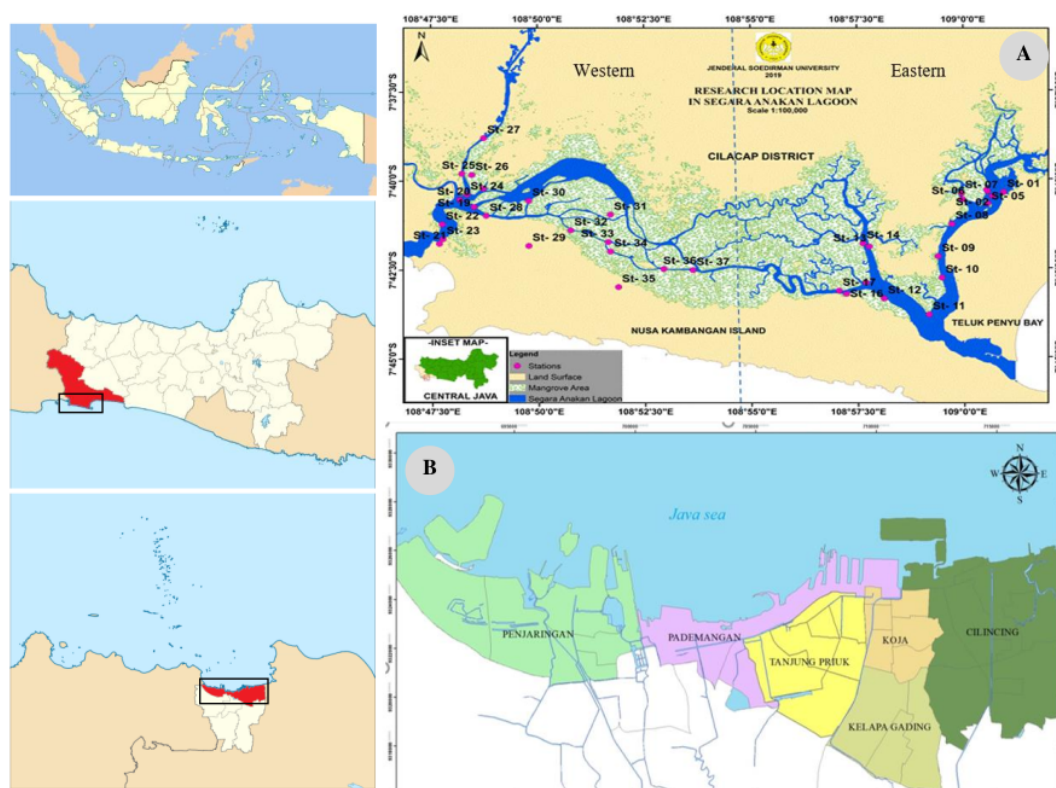 108°47'30"E 108°50'00"E 108°52'30"E 108°55'00"E 108°57'30"E 109°0'00"E
N
A
Western
Eastern
JENDERAL SOEDIRMAN UNIVERSITY
2019
RESEARCH LOCATION MAP
IN SEGARA ANAKAN LAGOON
Scale 1:100,000
CILACAP DISTRICT
7°37'30"S
7°40'0"S
7°42'30"S
7°45'0"S
St- 27
St- 25
St- 26
St- 24
St- 20
St- 19
St- 30
St- 28
St- 22
St- 31
St- 32
St- 23
St- 21
St- 33
St- 29
St- 34
St- 36
St- 37
St- 35
St- 07
St- 01
St- 06
St- 05
St- 02
St- 08
St- 14
St- 09
St- 10
St- 17
St- 16
St- 12
St- 11
TELUK PENYU BAY
NUSA KAMBANGAN ISLAND
-INSET MAP-
CENTRAL JAVA
Legend
Stations
Land Surface
Mangrove Area
Segara Anakan Lagoon
108°47'30"S 108°50'00"E 108°52'30"E 108°55'00"E 108°57'30"E 109°0'00"E
B
N
W E
S
Java sea
PENJARINGAN
PADEMANGAN
TANJUNG PRIUK
KOJA
CILINCING
KELAPA GADING